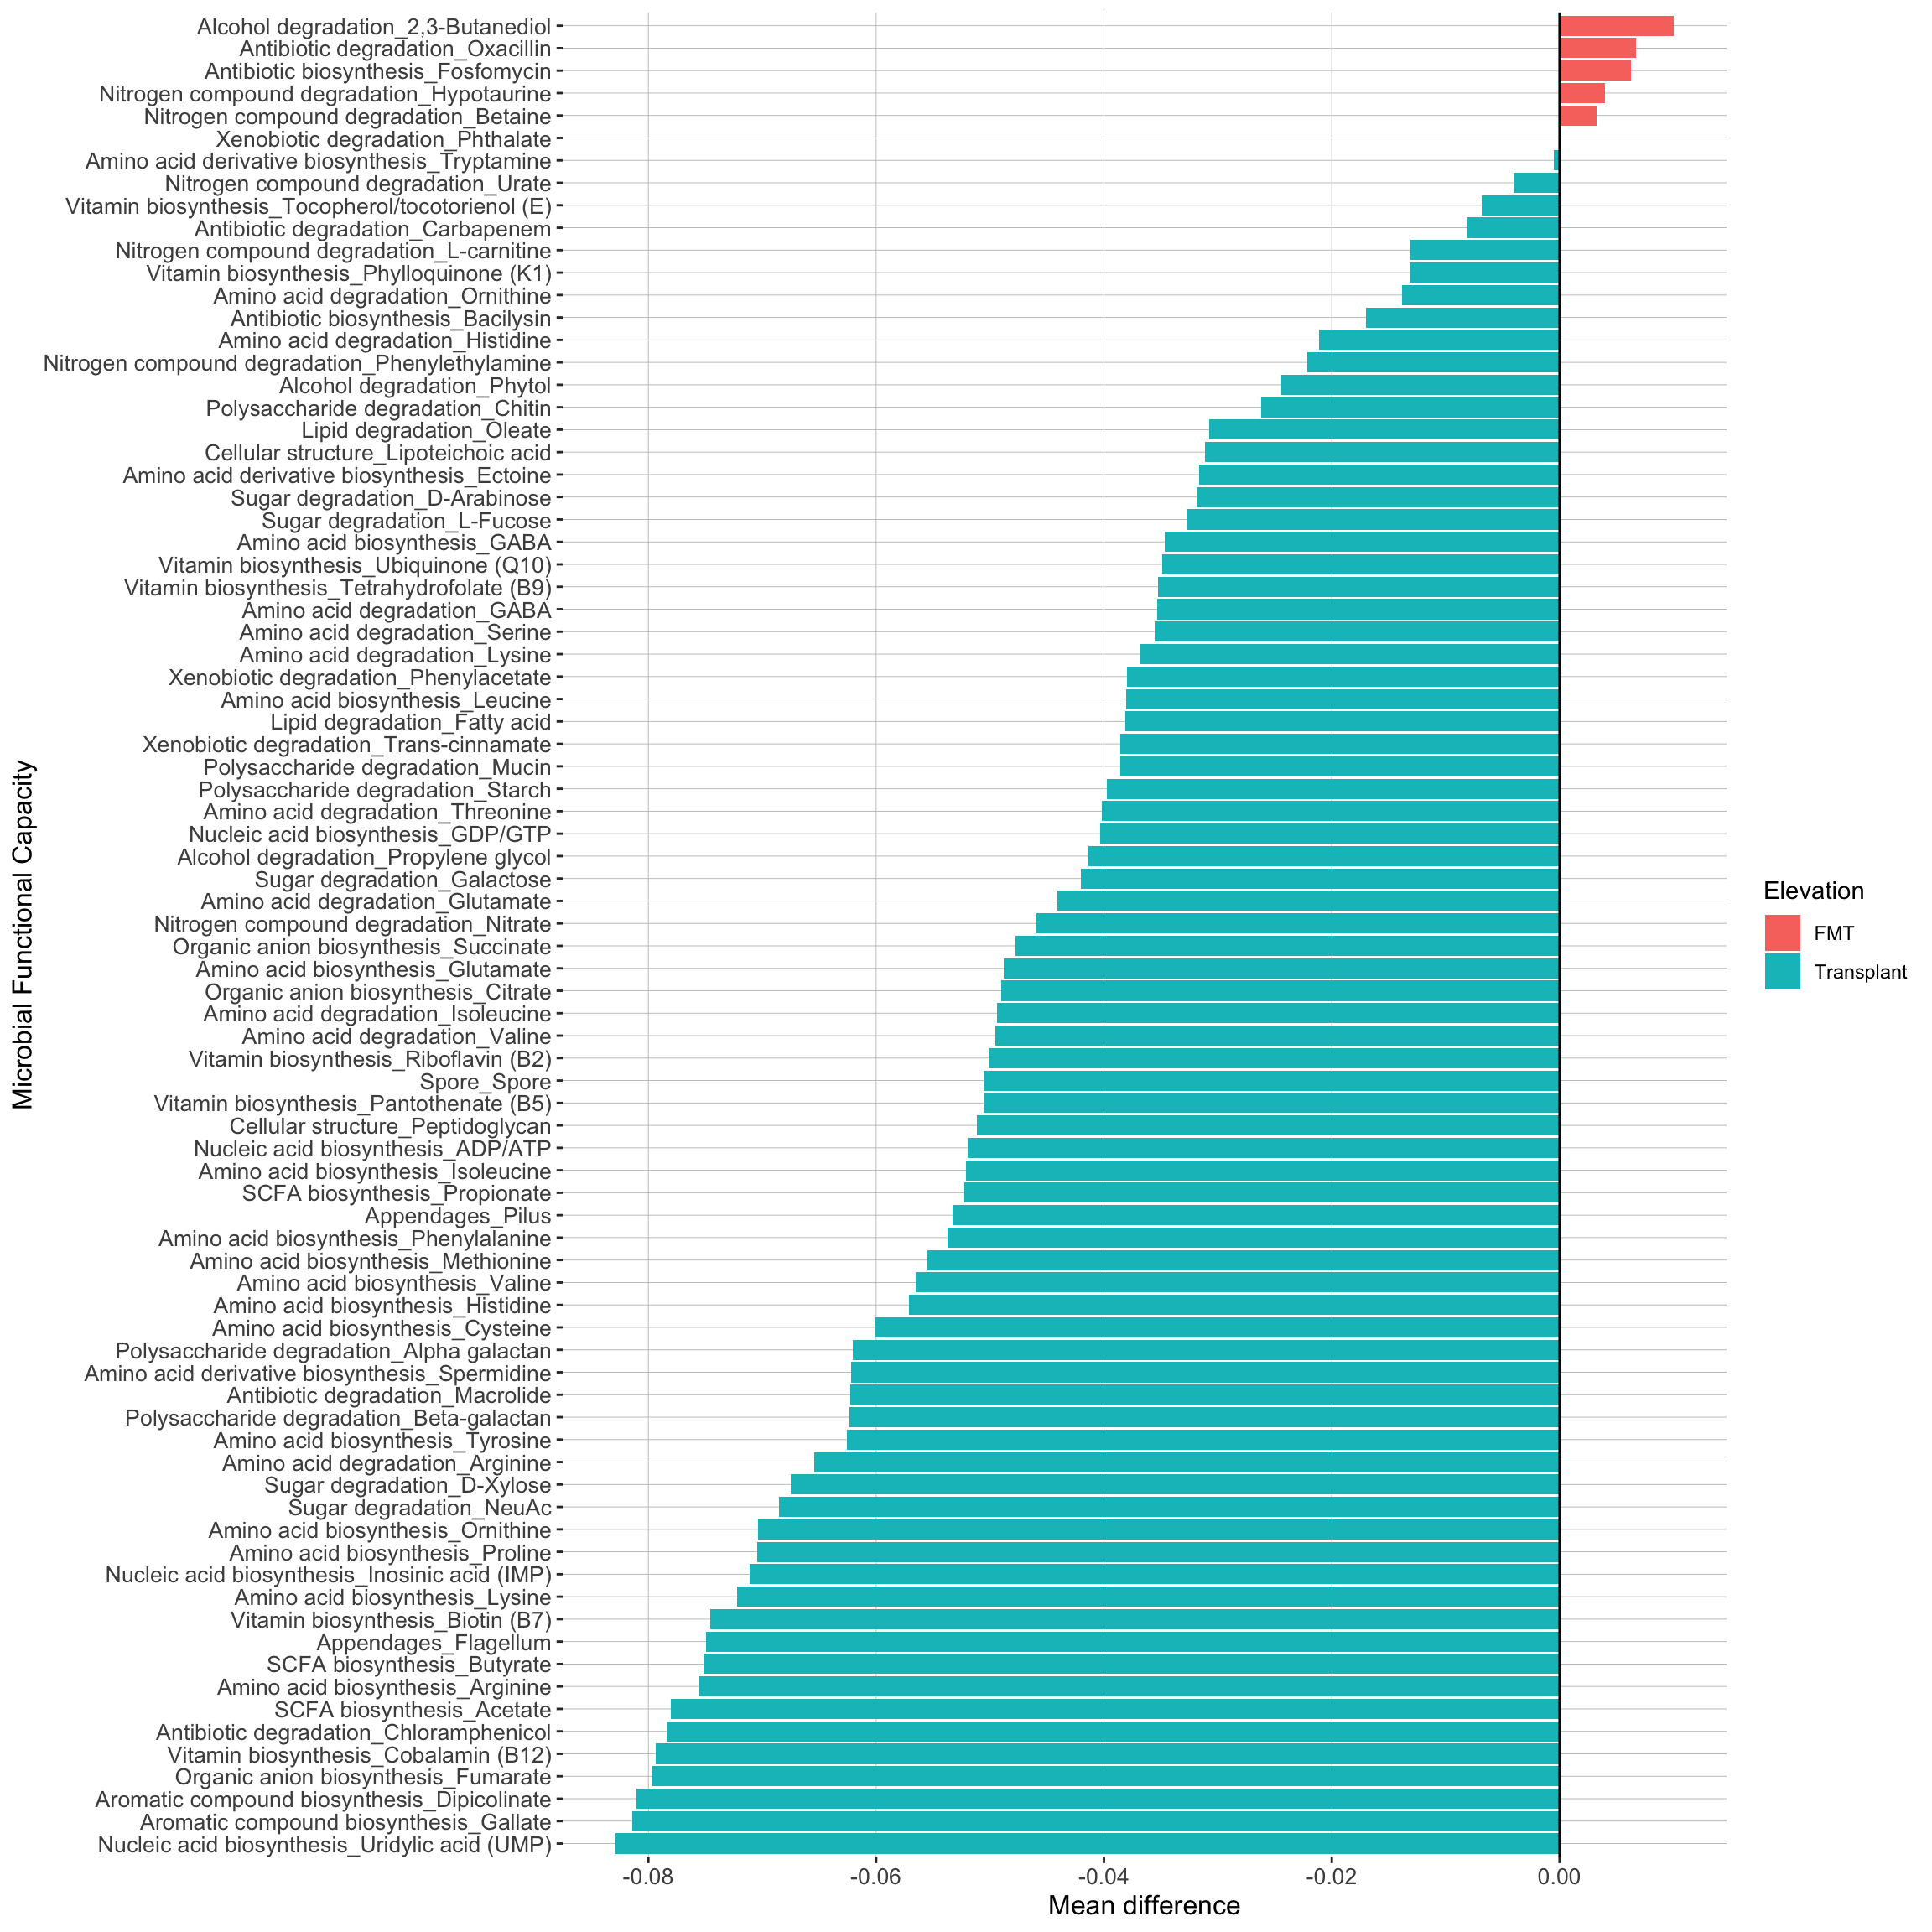 Alcohol degradation_2,3-Butanediol
Antibiotic degradation_Oxacillin
Antibiotic biosynthesis_Fosfomycin
Nitrogen compound degradation_Hypotaurine
Nitrogen compound degradation_Betaine
Xenobiotic degradation_Phthalate
Amino acid derivative biosynthesis_Tryptamine
Nitrogen compound degradation_Urate
Vitamin biosynthesis_Tocopherol/tocotorienol (E)
Antibiotic degradation_Carbapenem
Nitrogen compound degradation_L-carnitine
Vitamin biosynthesis_Phylloquinone (K1)
Amino acid degradation_Ornithine
Antibiotic biosynthesis_Bacilysin
Amino acid degradation_Histidine
Nitrogen compound degradation_Phenylethylamine
Alcohol degradation_Phytol
Polysaccharide degradation_Chitin
Lipid degradation_Oleate
Cellular structure_Lipoteichoic acid
Amino acid derivative biosynthesis_Ectoine
Sugar degradation_D-Arabinose
Sugar degradation_L-Fucose
Amino acid biosynthesis_GABA
Vitamin biosynthesis_Ubiquinone (Q10)
Vitamin biosynthesis_Tetrahydrofolate (B9)
Amino acid degradation_GABA
Amino acid degradation_Serine
Amino acid degradation_Lysine
Xenobiotic degradation_Phenylacetate
Amino acid biosynthesis_Leucine
Lipid degradation_Fatty acid
Xenobiotic degradation_Trans-cinnamate
Polysaccharide degradation_Mucin
Polysaccharide degradation_Starch
Amino acid degradation_Threonine
Nucleic acid biosynthesis_GDP/GTP
Alcohol degradation_Propylene glycol
Sugar degradation_Galactose
Amino acid degradation_Glutamate
Nitrogen compound degradation_Nitrate
Organic anion biosynthesis_Succinate
Amino acid biosynthesis_Glutamate
Organic anion biosynthesis_Citrate
Amino acid degradation_Isoleucine
Amino acid degradation_Valine
Vitamin biosynthesis_Riboflavin (B2)
Spore_Spore
Vitamin biosynthesis_Pantothenate (B5)
Cellular structure_Peptidoglycan
Nucleic acid biosynthesis_ADP/ATP
Amino acid biosynthesis_Isoleucine
SCFA biosynthesis_Propionate
Appendages_Pilus
Amino acid biosynthesis_Phenylalanine
Amino acid biosynthesis_Methionine
Amino acid biosynthesis_Valine
Amino acid biosynthesis_Histidine
Amino acid biosynthesis_Cysteine
Polysaccharide degradation_Alpha galactan
Amino acid derivative biosynthesis_Spermidine
Antibiotic degradation_Macrolide
Polysaccharide degradation_Beta-galactan
Amino acid biosynthesis_Tyrosine
Amino acid degradation_Arginine
Sugar degradation_D-Xylose
Sugar degradation_NeuAc
Amino acid biosynthesis_Ornithine
Amino acid biosynthesis_Proline
Nucleic acid biosynthesis_Inosinic acid (IMP)
Amino acid biosynthesis_Lysine
Vitamin biosynthesis_Biotin (B7)
Appendages_Flagellum
SCFA biosynthesis_Butyrate
Amino acid biosynthesis_Arginine
SCFA biosynthesis_Acetate
Antibiotic degradation_Chloramphenicol
Vitamin biosynthesis_Cobalamin (B12)
Organic anion biosynthesis_Fumarate
Aromatic compound biosynthesis_Dipicolinate
Aromatic compound biosynthesis_Gallate
Nucleic acid biosynthesis_Uridylic acid (UMP)
Microbial Functional Capacity
-0.08 -0.06 -0.04 -0.02 0.00
Mean difference
Elevation
FMT
Transplant